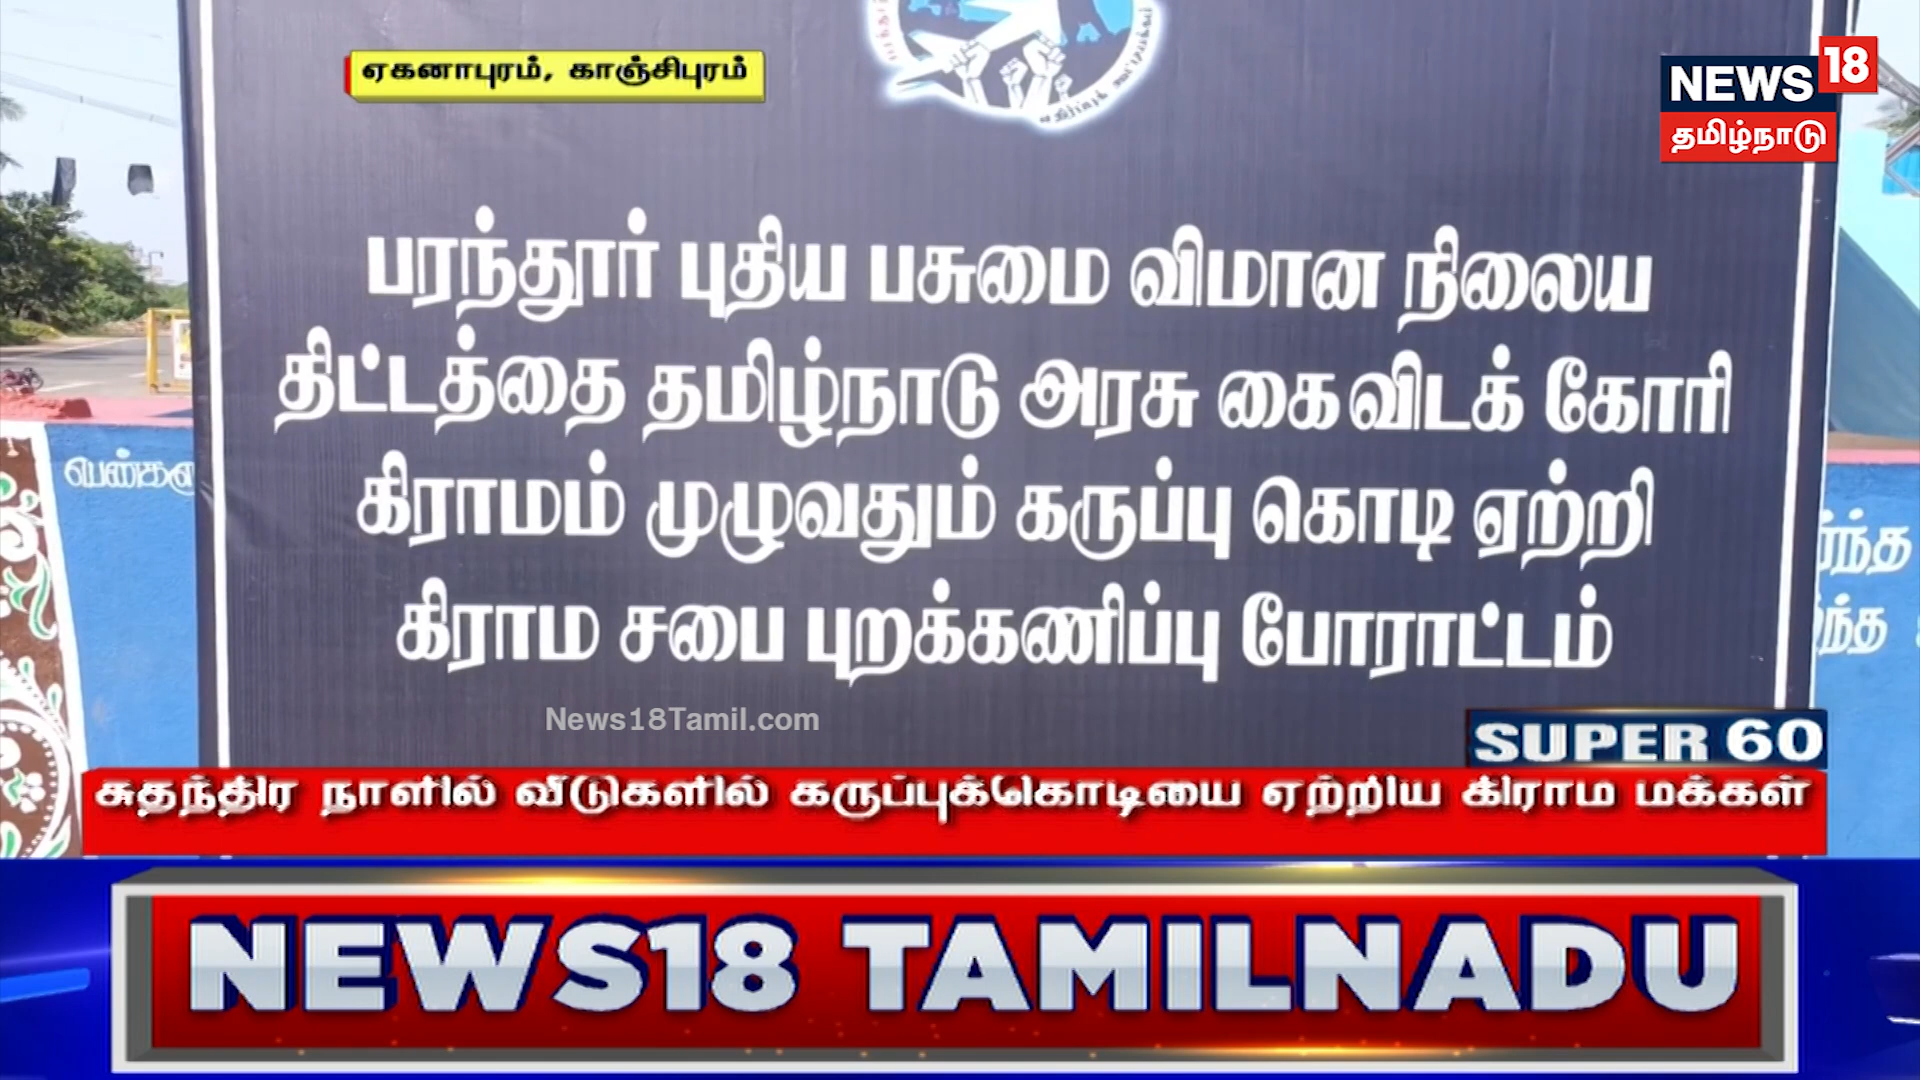 ஏகனாபுரம், காஞ்சிபுரம்
NEWS 18
தமிழ்நாடு
பரந்தூர் புதிய பசுமை விமான நிலைய
திட்டத்தை தமிழ்நாடு அரசு கைவிடக் கோரி
கிராமம் முழுவதும் கருப்பு கொடி ஏற்றி
கிராம சபை புறக்கணிப்பு போராட்டம்
News18Tamil.com
SUPER 60
சுதந்திர நாளில் வீடுகளில் கருப்புக்கொடியை ஏற்றிய கிராம மக்கள்
NEWS18 TAMILNADU